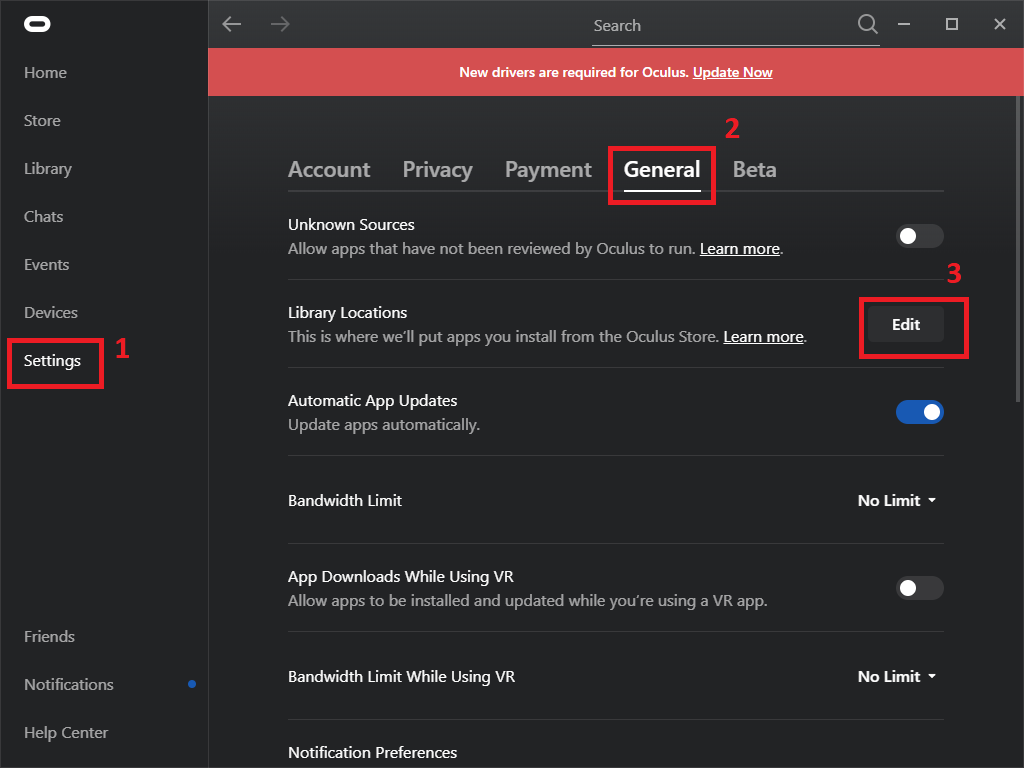 Search
New drivers are required for Oculus. Update Now
Home
Store
Library
Chats
Events
Devices
Settings
1
Friends
Notifications
Help Center
2
Account Privacy Payment General Beta
Unknown Sources
Allow apps that have not been reviewed by Oculus to run. Learn more.
3
Library Locations
This is where we’ll put apps you install from the Oculus Store. Learn more.
Edit
Automatic App Updates
Update apps automatically.
Bandwidth Limit
No Limit
App Downloads While Using VR
Allow apps to be installed and updated while you’re using a VR app.
Bandwidth Limit While Using VR
No Limit
Notification Preferences